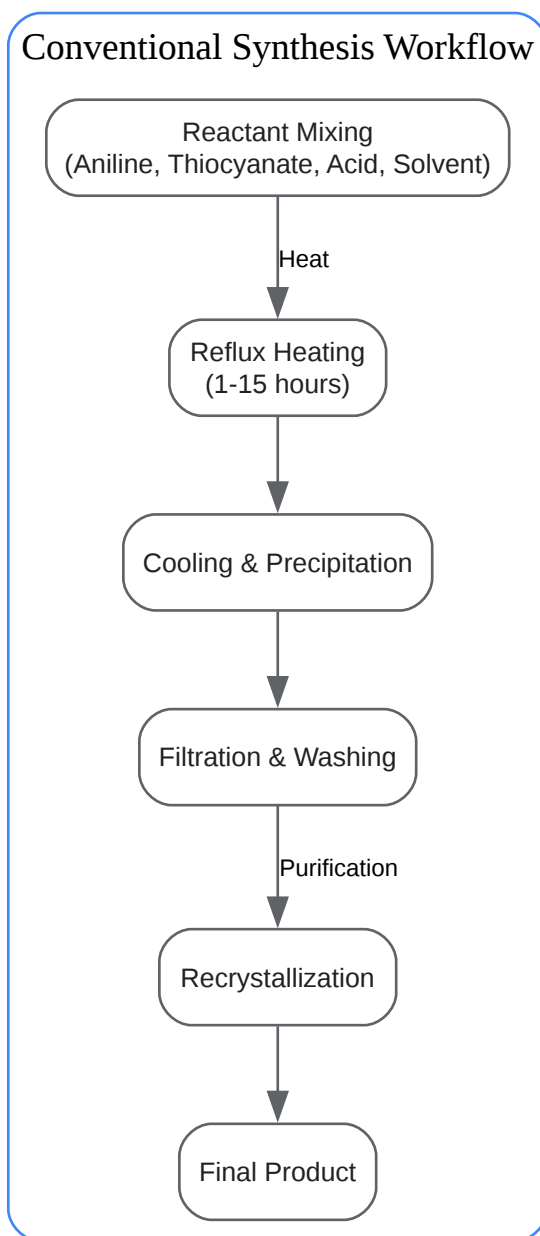 Conventional Synthesis Workflow
Reactant Mixing
(Aniline, Thiocyanate, Acid, Solvent)
Heat
Reflux Heating
(1-15 hours)
Cooling & Precipitation
Filtration & Washing
Purification
Recrystallization
Final Product